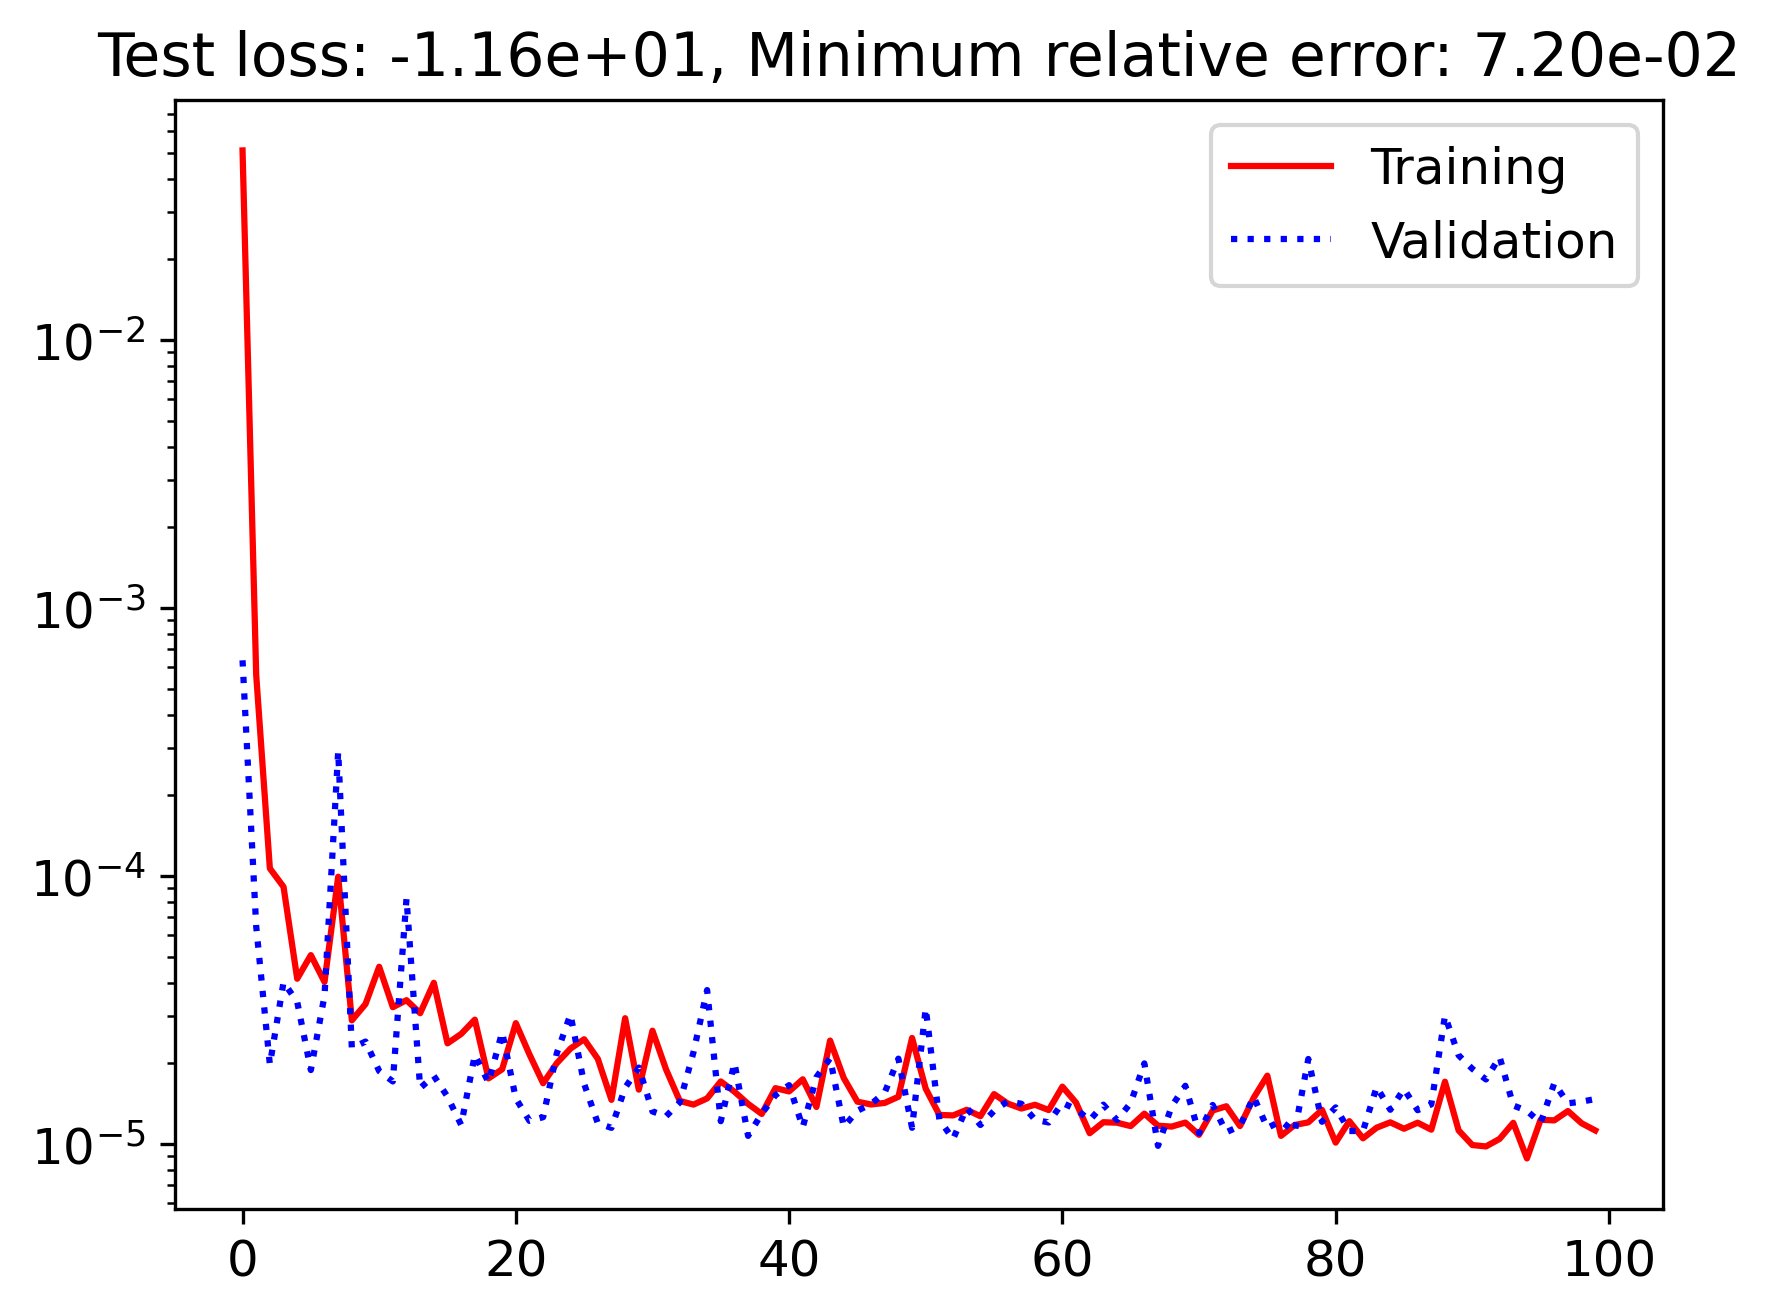 Test loss: -1.16e+01, Minimum relative error: 7.20e-02
Training
Validation
10⁻²
10⁻³
10⁻⁴
10⁻⁵
0 20 40 60 80 100